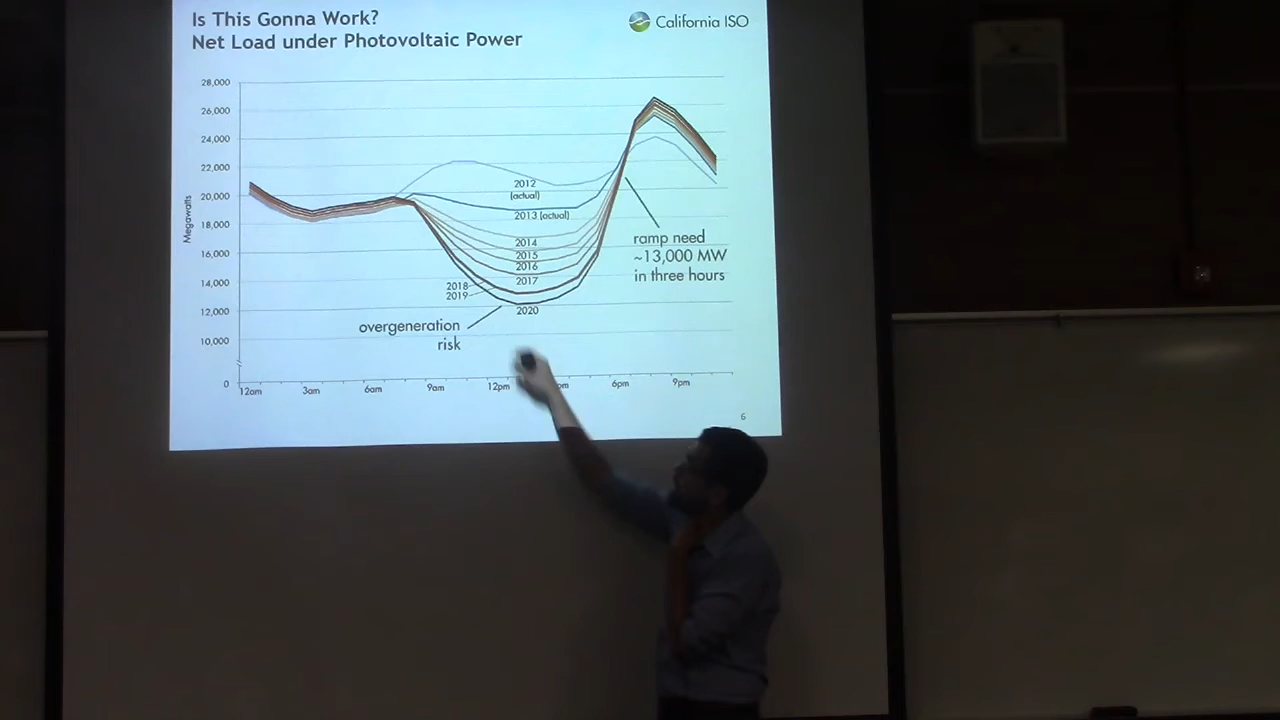 Is This Gonna Work?
Net Load under Photovoltaic Power
California ISO
28,000
26,000
24,000
22,000
20,000
18,000
16,000
14,000
12,000
10,000
0
Megawatts
2012
(actual)
2013 (actual)
2014
2015
2016
2017
2018
2019
2020
ramp need
~13,000 MW
in three hours
overgeneration
risk
12am 3am 6am 9am 12pm pm 6pm 9pm
6